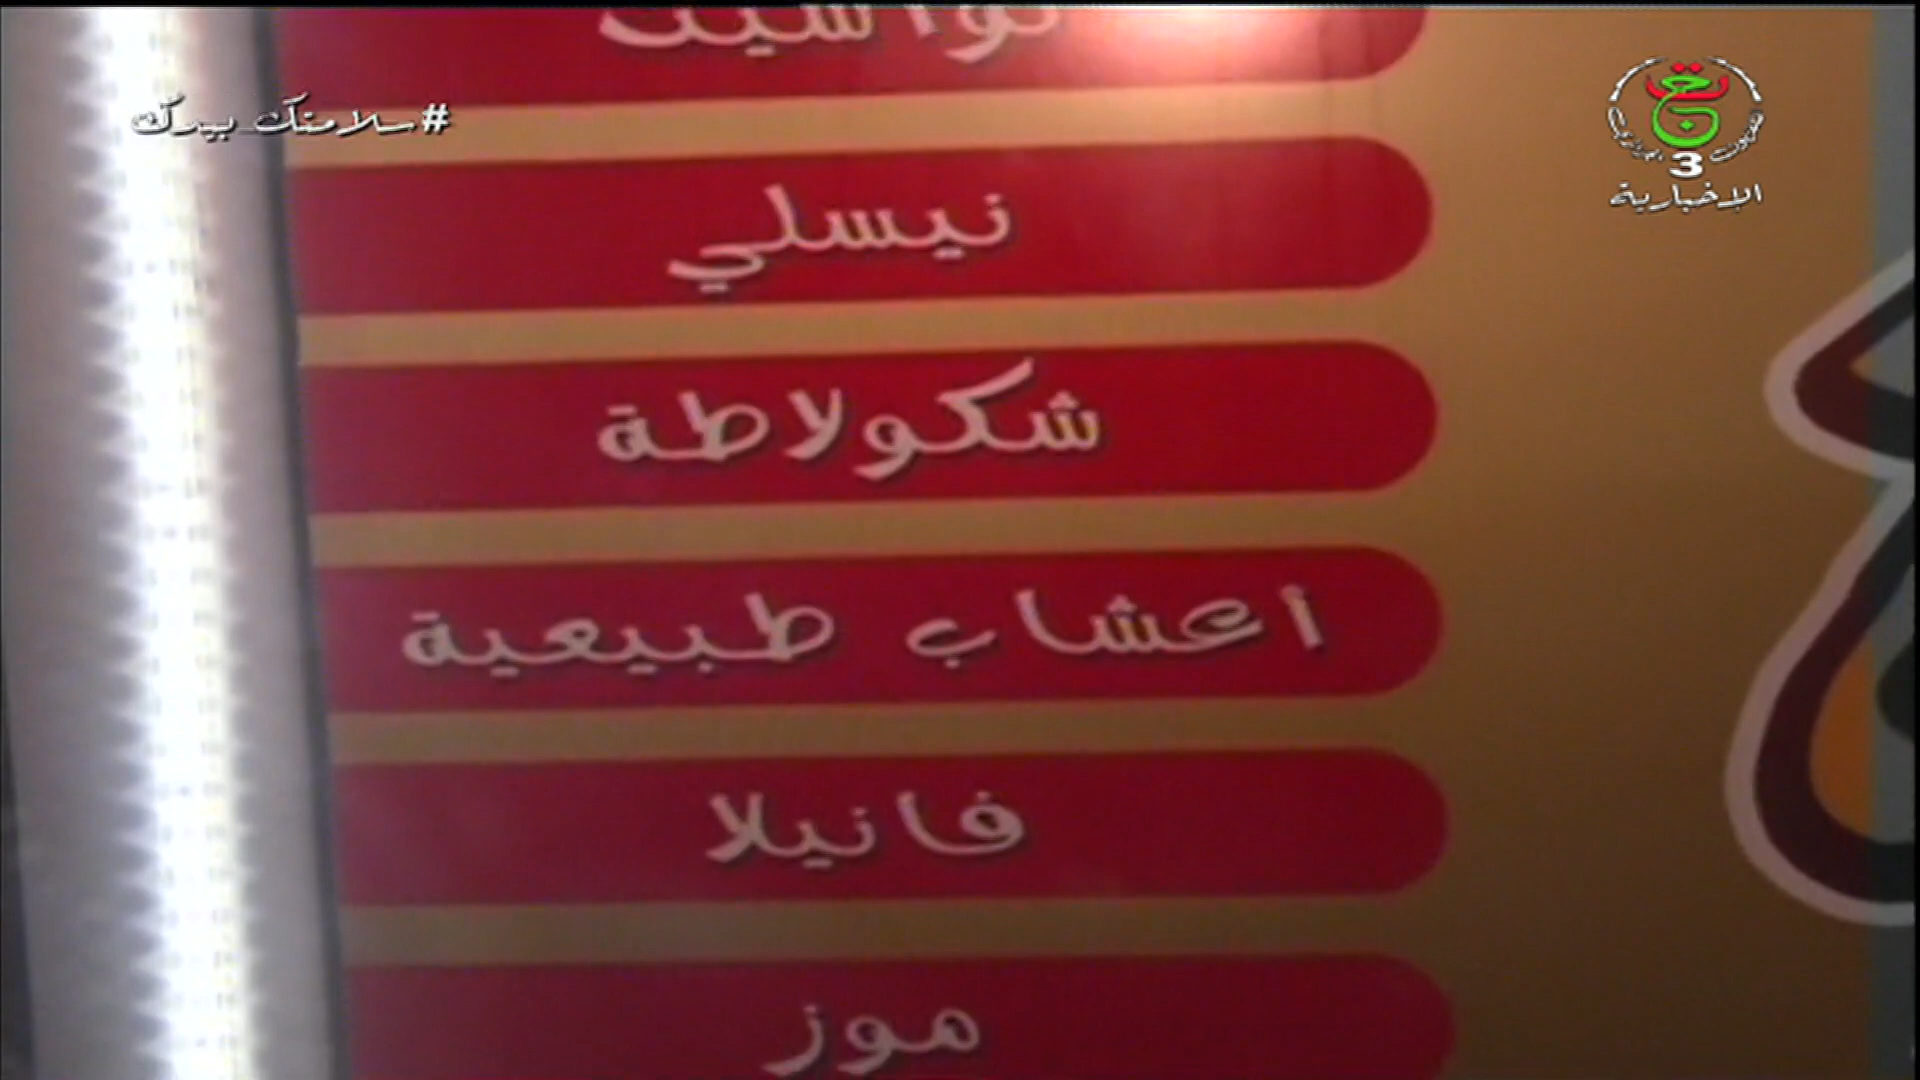 #سلامتك بيدك
3
الإخبارية
نيسلي
شكولاطة
أعشاب طبيعية
فانيلا
موز